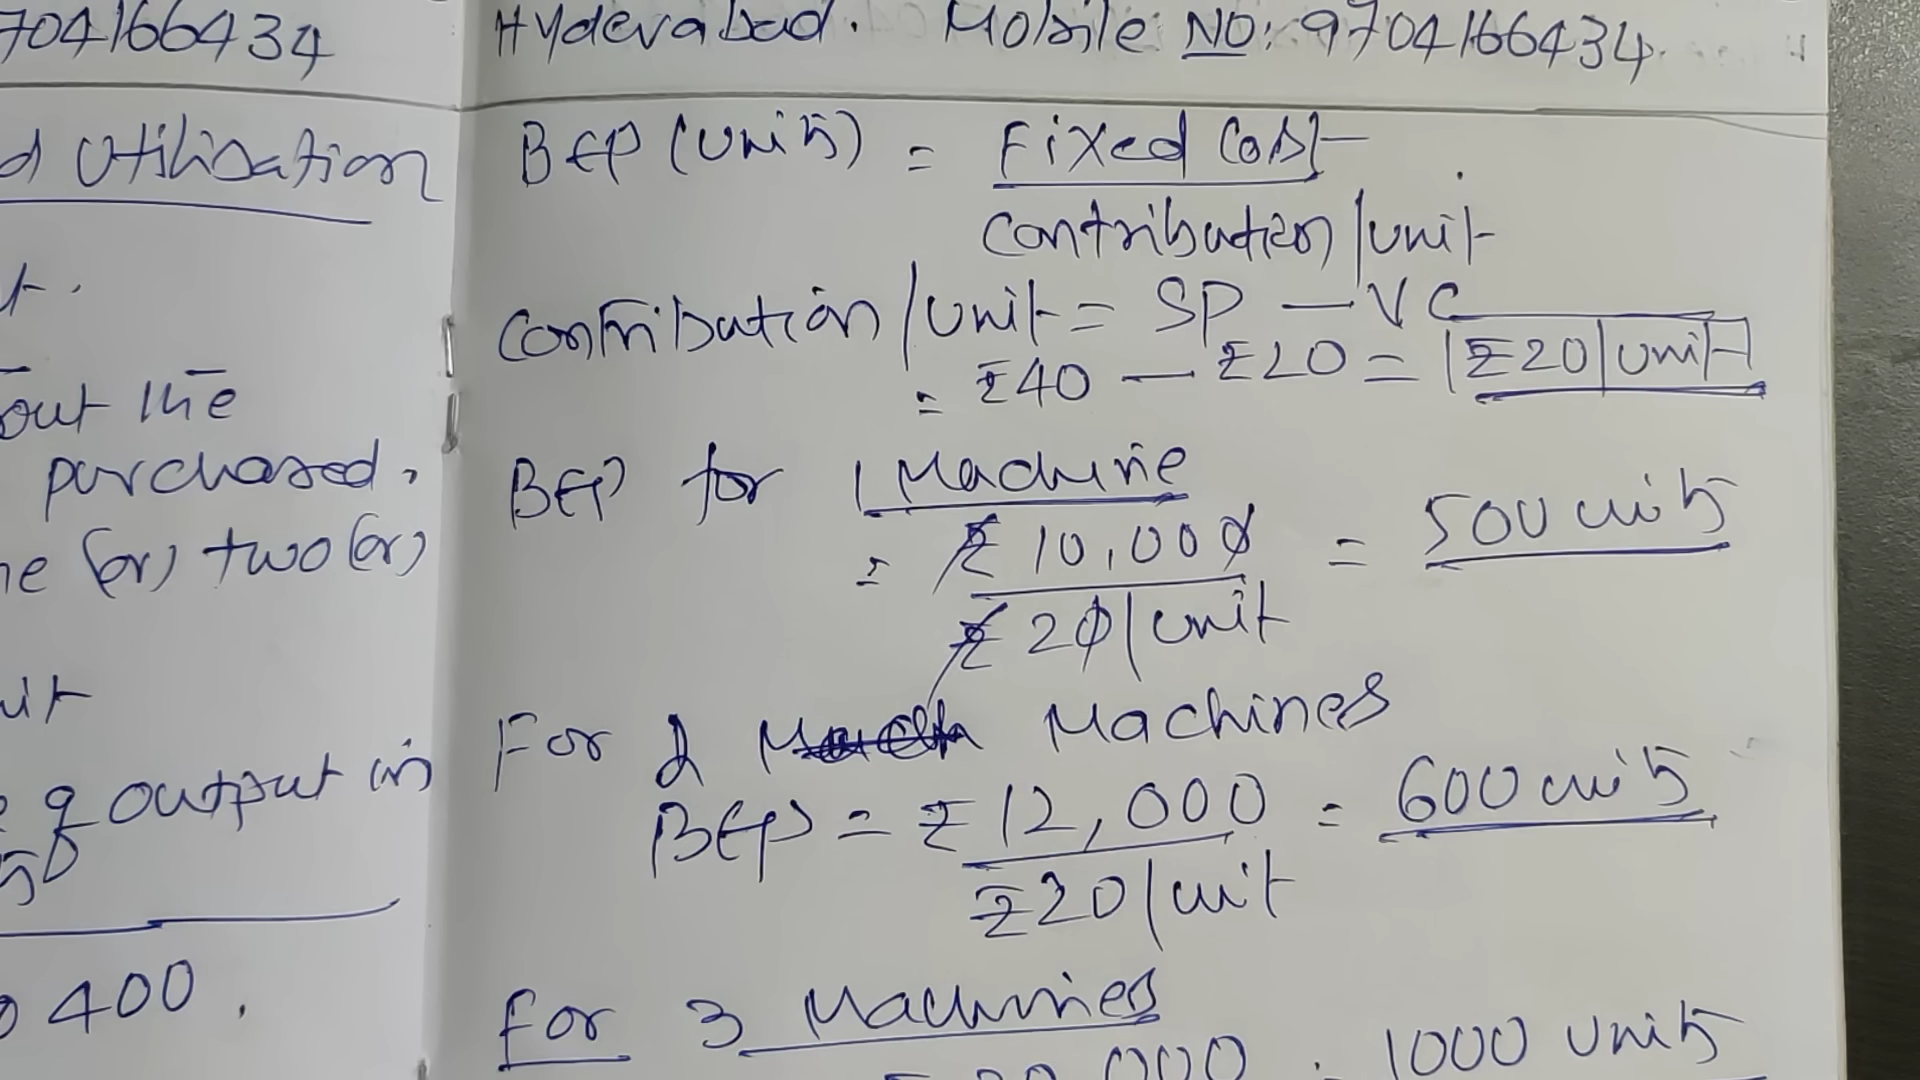 704166434
d Utilisation
t.
out the
purchased,
ne (or) two (or)
uit
e of output in
400.
Hyderabad. Mobile NO: 9704166434.
BEP (Units) = Fixed Cost
Contribution/unit
Contribution/Unit = SP — VC
= ₹40 — ₹20 = ₹20/Unit
BEP for 1 Machine
= ₹ 10,000 = 500 units
₹ 20/unit
For 2 Machines
BEP = ₹ 12,000 = 600 units
₹20/unit
For 3 Machines
000 = 1000 Units